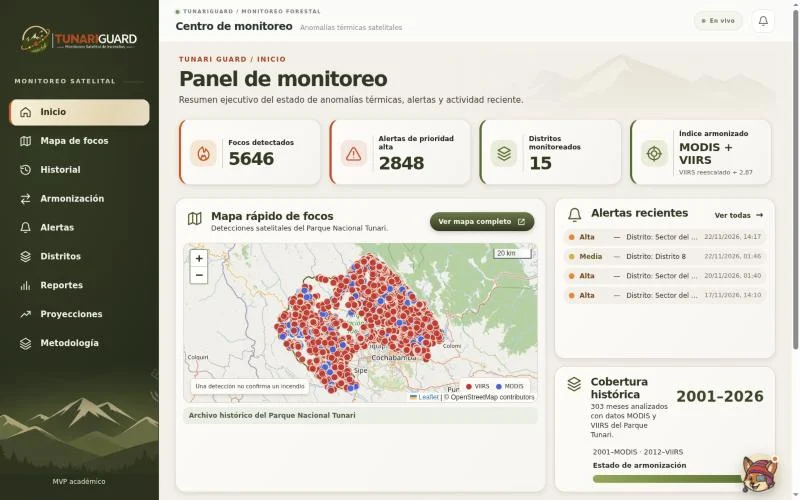 TUNARIGUARD
Monitoreo Satelital de Incendios
MONITOREO SATELITAL
Inicio
Mapa de focos
Historial
Armonización
Alertas
Distritos
Reportes
Proyecciones
Metodología
MVP académico
TUNARIGUARD / MONITOREO FORESTAL
Centro de monitoreo Anomalías térmicas satelitales
En vivo
TUNARI GUARD / INICIO
Panel de monitoreo
Resumen ejecutivo del estado de anomalías térmicas, alertas y actividad reciente.
Focos detectados
5646
Alertas de prioridad
alta
2848
Distritos
monitoreados
15
Índice armonizado
MODIS +
VIIRS
VIIRS reescalado ÷ 2,87
Mapa rápido de focos
Detecciones satelitales del Parque Nacional Tunari.
Ver mapa completo
+
−
20 km
Colquiri
Sipe
Cochabamba
Colomi
Una detección no confirma un incendio
VIIRS MODIS
Leaflet | © OpenStreetMap contributors
Archivo histórico del Parque Nacional Tunari
Alertas recientes
Ver todas →
Alta — Distrito: Sector del ... 22/11/2026, 14:17
Media — Distrito: Distrito 8 22/11/2026, 01:46
Alta — Distrito: Sector del ... 20/11/2026, 01:40
Alta — Distrito: Sector del ... 17/11/2026, 14:10
Cobertura
histórica
2001–2026
303 meses analizados
con datos MODIS y
VIIRS del Parque
Tunari.
2001–MODIS · 2012–VIIRS
Estado de armonización